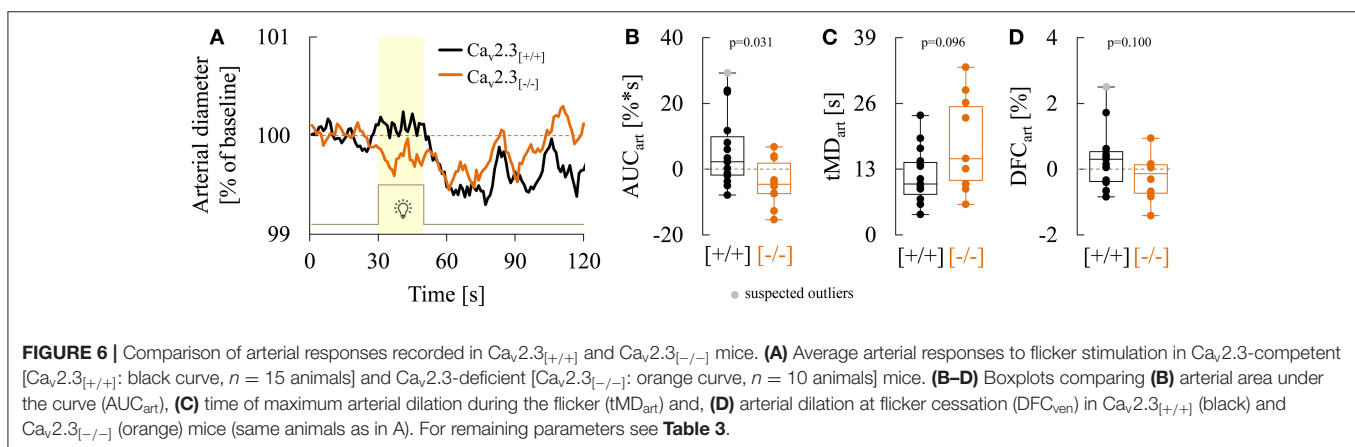 A
101
100
99
Arterial diameter
[% of baseline]
Cav2.3[+/+]
Cav2.3[-/-]
0 30 60 90 120
Time [s]
B
p=0.031
40
20
0
-20
AUCart [%*s]
[+/+] [-/-]
C
p=0.096
39
26
13
0
tMDart [s]
[+/+] [-/-]
D
p=0.100
4
2
0
-2
DFCart [%]
[+/+] [-/-]
suspected outliers
FIGURE 6 | Comparison of arterial responses recorded in Cav2.3[+/+] and Cav2.3[−/−] mice. (A) Average arterial responses to flicker stimulation in Cav2.3-competent
[Cav2.3[+/+]: black curve, n = 15 animals] and Cav2.3-deficient [Cav2.3[−/−]: orange curve, n = 10 animals] mice. (B–D) Boxplots comparing (B) arterial area under
the curve (AUCart), (C) time of maximum arterial dilation during the flicker (tMDart) and, (D) arterial dilation at flicker cessation (DFCven) in Cav2.3[+/+] (black) and
Cav2.3[−/−] (orange) mice (same animals as in A). For remaining parameters see Table 3.